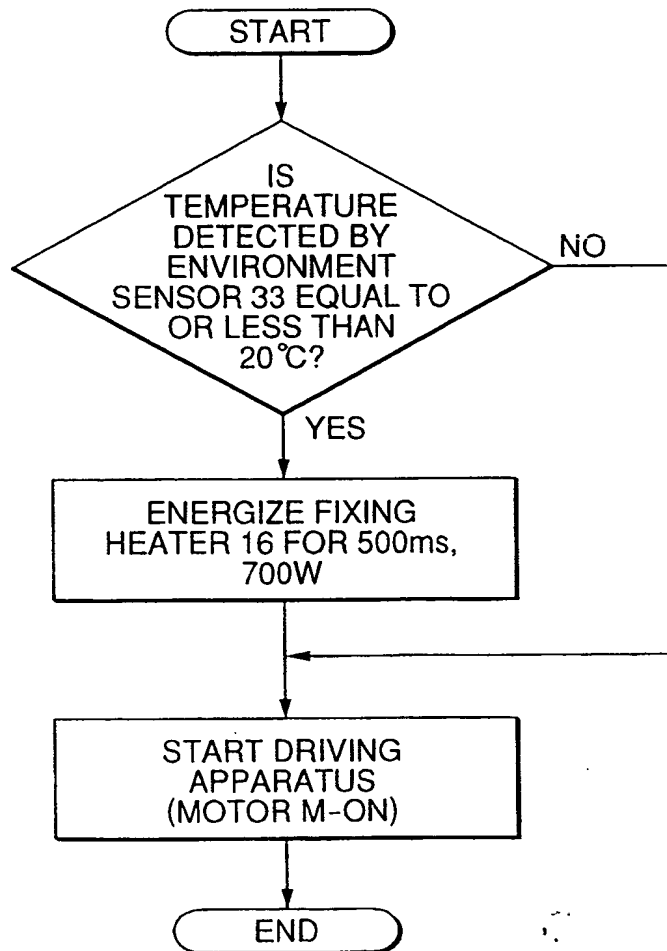 START
IS
TEMPERATURE
DETECTED BY
ENVIRONMENT
SENSOR 33 EQUAL TO
OR LESS THAN
20°C?
NO
YES
ENERGIZE FIXING
HEATER 16 FOR 500ms,
700W
START DRIVING
APPARATUS
(MOTOR M-ON)
END